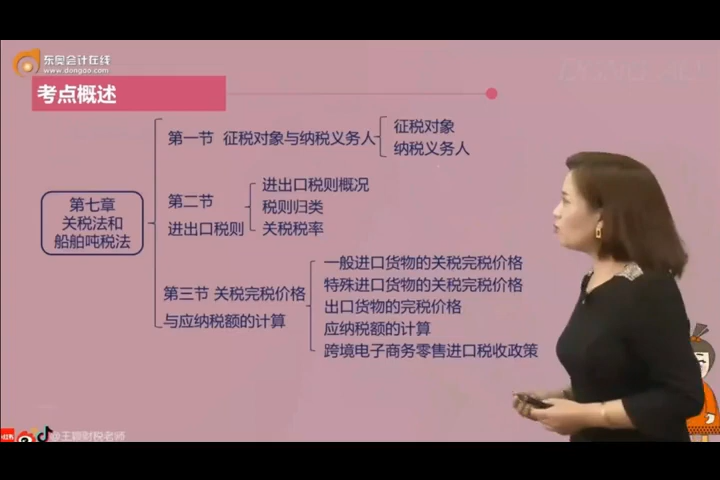 东奥会计在线
www.dongao.com
考点概述
第七章
关税法和
船舶吨税法
第一节 征税对象与纳税义务人
征税对象
纳税义务人
第二节
进出口税则
进出口税则概况
税则归类
关税税率
第三节 关税完税价格
与应纳税额的计算
一般进口货物的关税完税价格
特殊进口货物的关税完税价格
出口货物的完税价格
应纳税额的计算
跨境电子商务零售进口税收政策